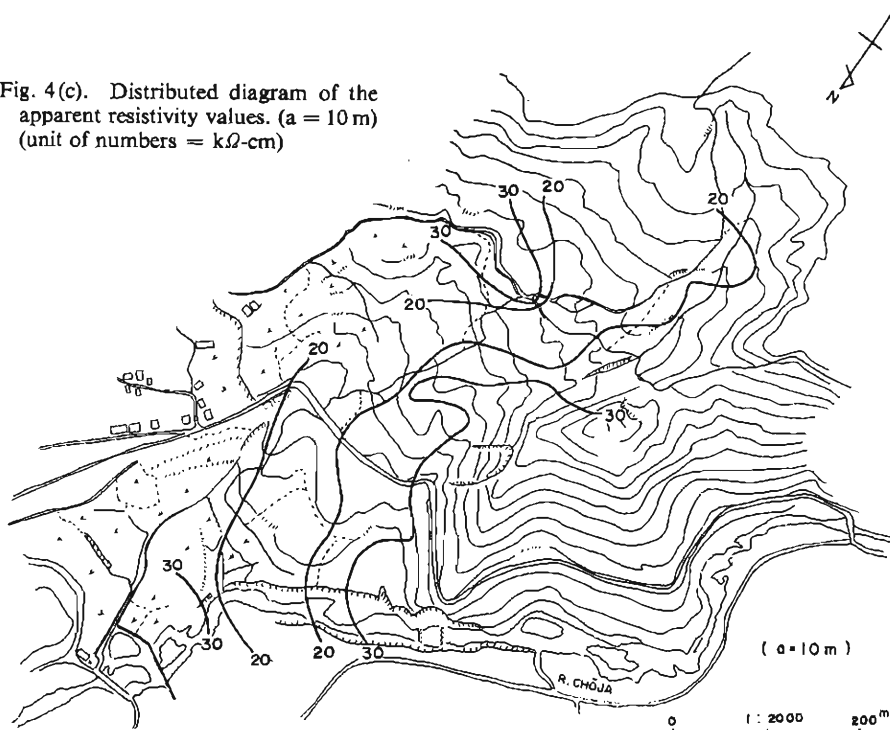 Fig. 4(c). Distributed diagram of the
apparent resistivity values. (a = 10 m)
(unit of numbers = kΩ-cm)
N
30
20
20
30
20
20
30
30
30
20
20
30
( a = 10 m )
R. CHŌJA
0 1 : 2000 200m